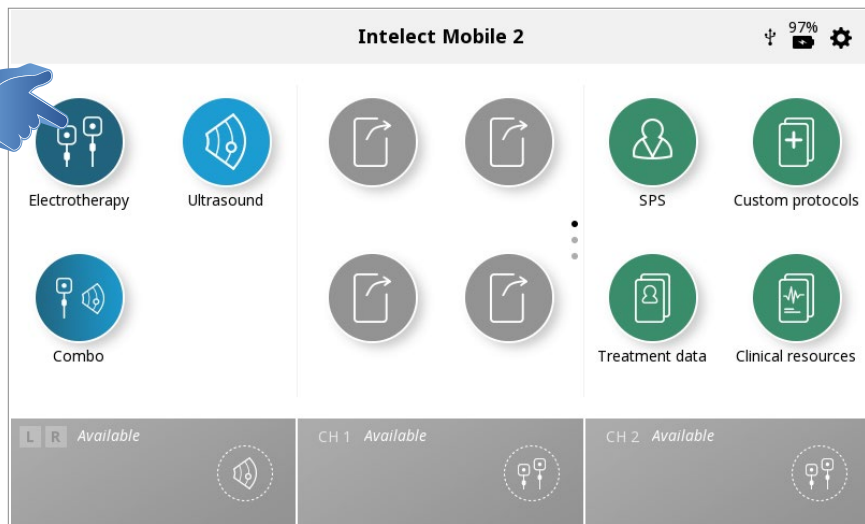 Intelect Mobile 2
97%
Electrotherapy
Ultrasound
SPS
Custom protocols
Combo
Treatment data
Clinical resources
L R Available
CH 1 Available
CH 2 Available